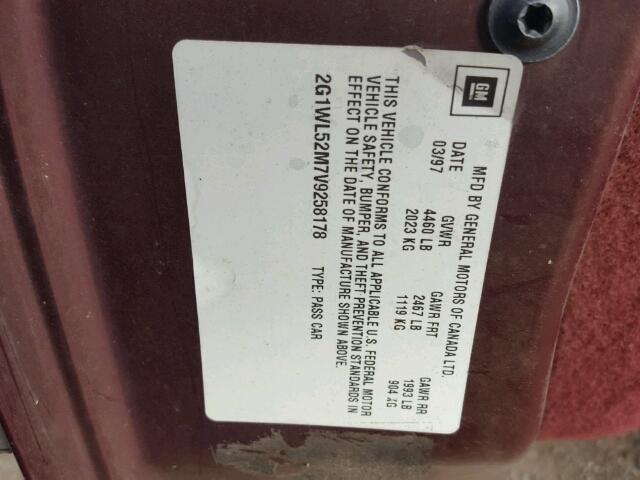 GM
MFD BY GENERAL MOTORS OF CANADA LTD.
DATE GVWR GAWR FRT GAWR RR
03/97 4460 LB 2467 LB 1993 LB
2023 KG 1119 KG 904 KG
THIS VEHICLE CONFORMS TO ALL APPLICABLE U.S. FEDERAL MOTOR
VEHICLE SAFETY, BUMPER, AND THEFT PREVENTION STANDARDS IN
EFFECT ON THE DATE OF MANUFACTURE SHOWN ABOVE.
2G1WL52M7V9258178 TYPE: PASS CAR